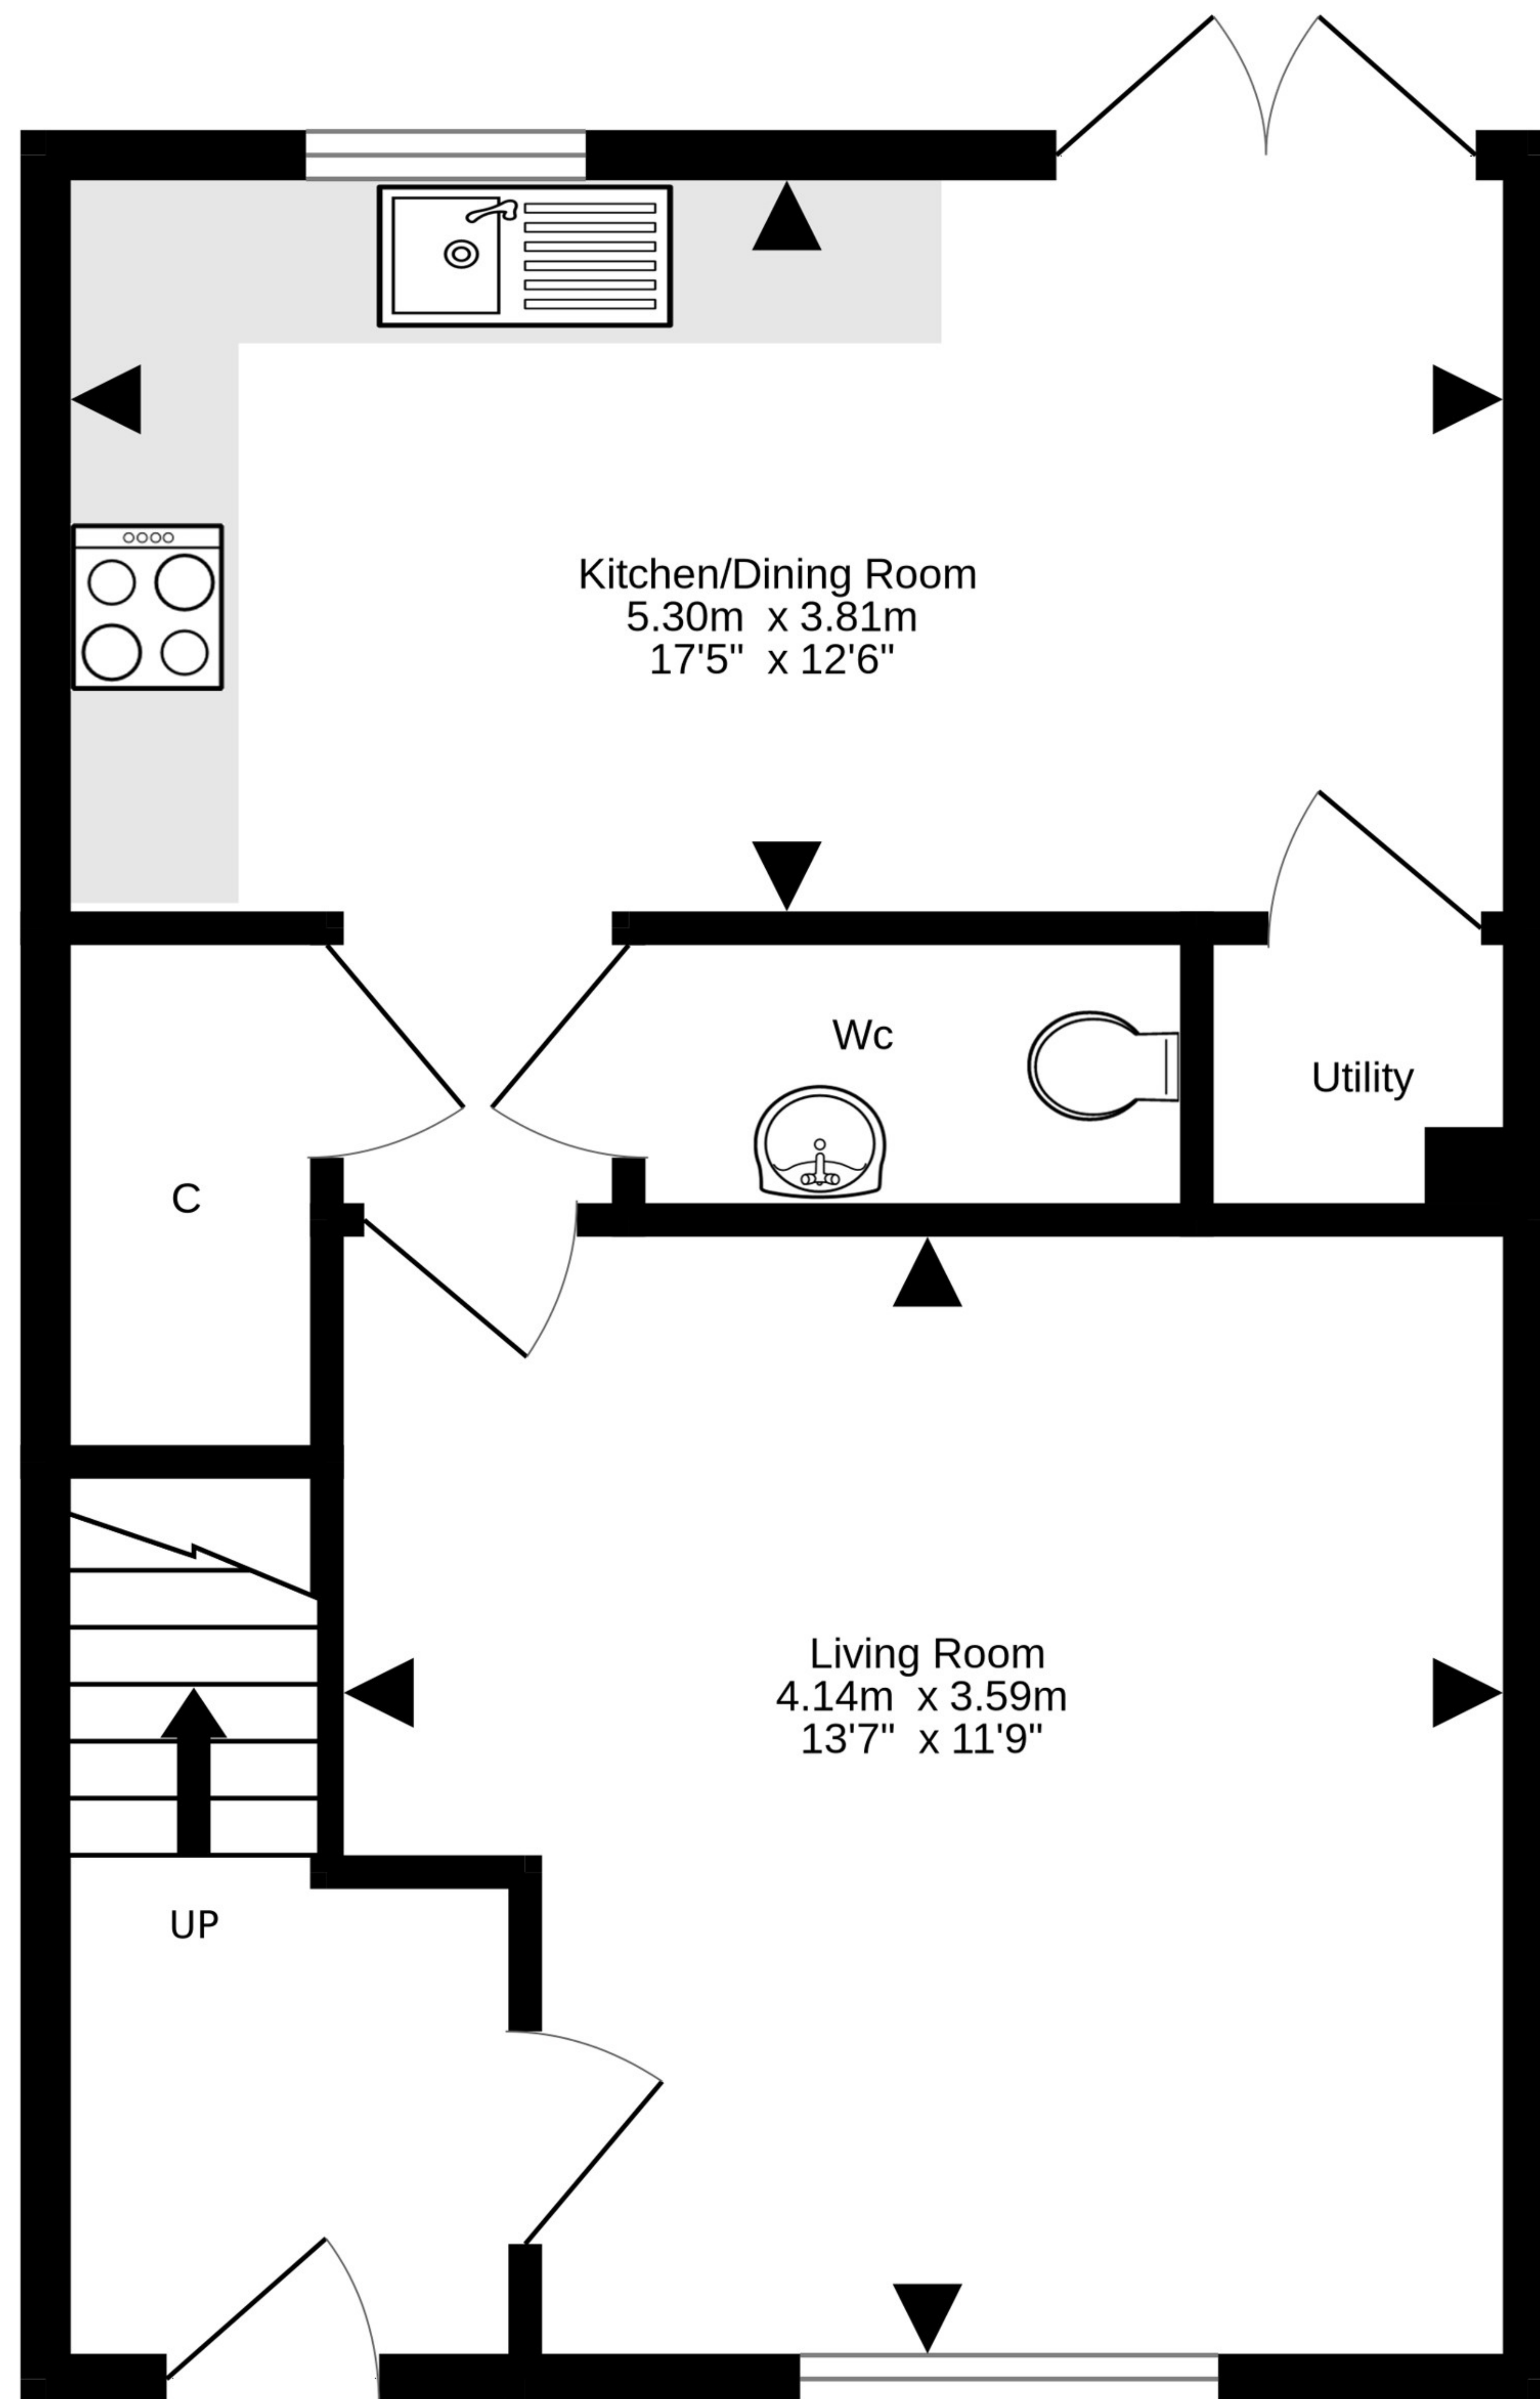 Kitchen/Dining Room
5.30m x 3.81m
17'5" x 12'6"
Wc
Utility
C
Living Room
4.14m x 3.59m
13'7" x 11'9"
UP